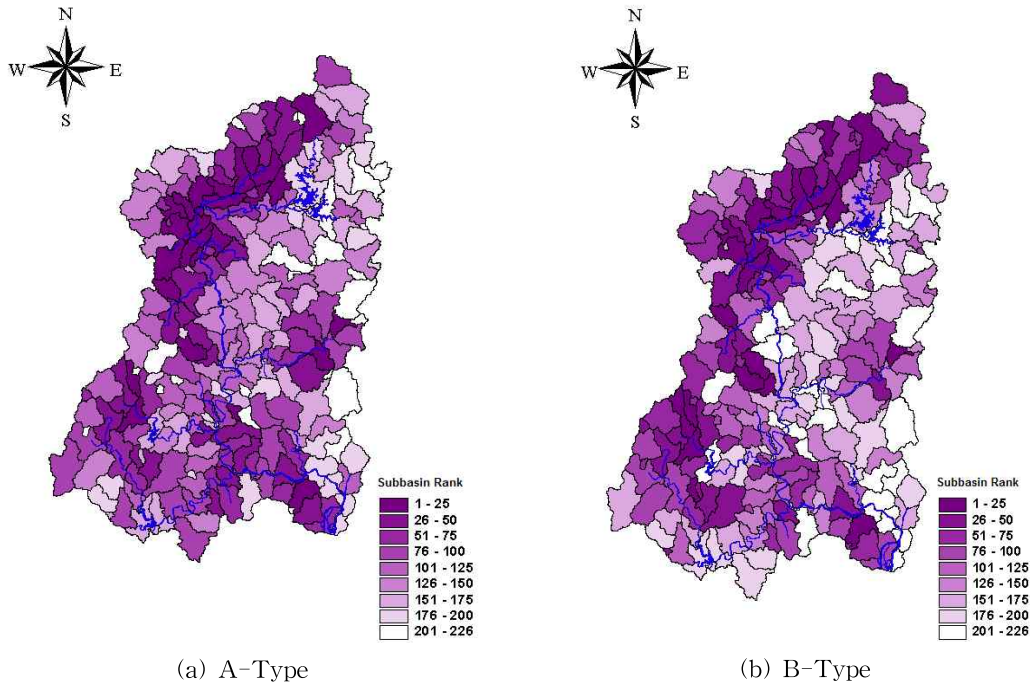 N
W E
S
Subbasin Rank
1 - 25
26 - 50
51 - 75
76 - 100
101 - 125
126 - 150
151 - 175
176 - 200
201 - 226
(a) A-Type
N
W E
S
Subbasin Rank
1 - 25
26 - 50
51 - 75
76 - 100
101 - 125
126 - 150
151 - 175
176 - 200
201 - 226
(b) B-Type